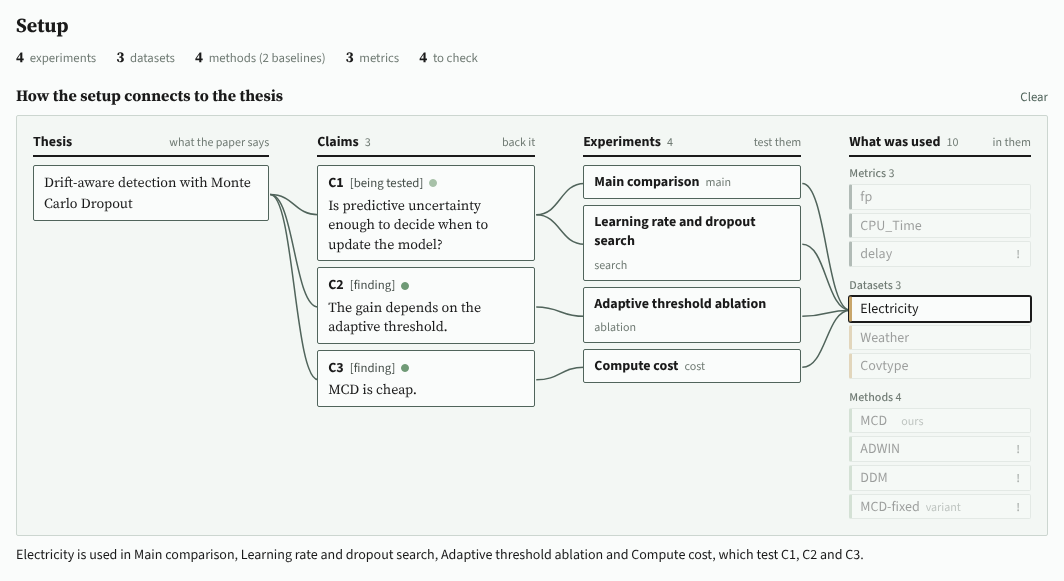 Setup
4 experiments 3 datasets 4 methods (2 baselines) 3 metrics 4 to check
How the setup connects to the thesis Clear
Thesis what the paper says
Drift-aware detection with Monte
Carlo Dropout
Claims 3 back it
C1 [being tested]
Is predictive uncertainty
enough to decide when to
update the model?
C2 [finding]
The gain depends on the
adaptive threshold.
C3 [finding]
MCD is cheap.
Experiments 4 test them
Main comparison main
Learning rate and dropout
search
search
Adaptive threshold ablation
ablation
Compute cost cost
What was used 10 in them
Metrics 3
fp
CPU_Time
delay !
Datasets 3
Electricity
Weather
Covtype
Methods 4
MCD ours
ADWIN !
DDM !
MCD-fixed variant !
Electricity is used in Main comparison, Learning rate and dropout search, Adaptive threshold ablation and Compute cost, which test C1, C2 and C3.